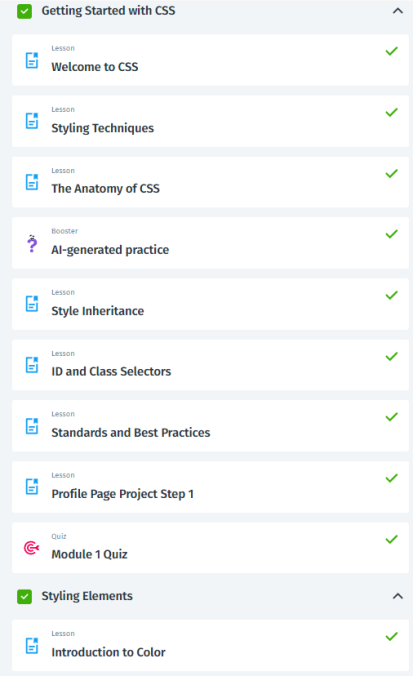 Getting Started with CSS
Lesson
Welcome to CSS
Lesson
Styling Techniques
Lesson
The Anatomy of CSS
Booster
AI-generated practice
Lesson
Style Inheritance
Lesson
ID and Class Selectors
Lesson
Standards and Best Practices
Lesson
Profile Page Project Step 1
Quiz
Module 1 Quiz
Styling Elements
Lesson
Introduction to Color